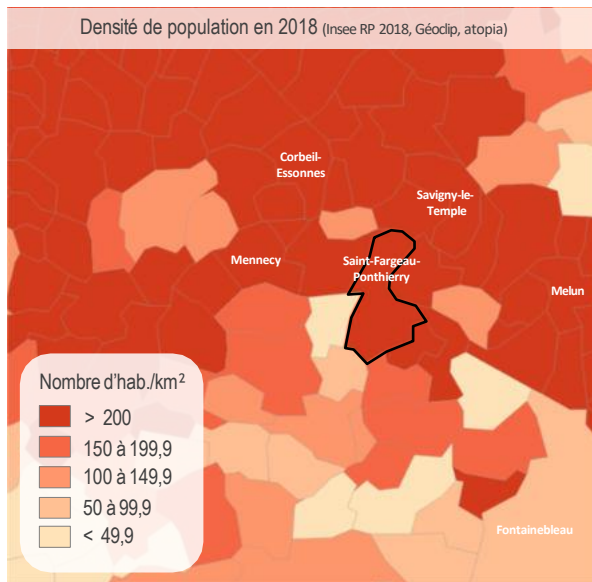 Densité de population en 2018 (Insee RP 2018, Géoclip, atopia)
Corbeil-
Essonnes
Savigny-le-
Temple
Mennecy
Saint-Fargeau-
Ponthierry
Melun
Nombre d'hab./km²
> 200
150 à 199,9
100 à 149,9
50 à 99,9
< 49,9
Fontainebleau